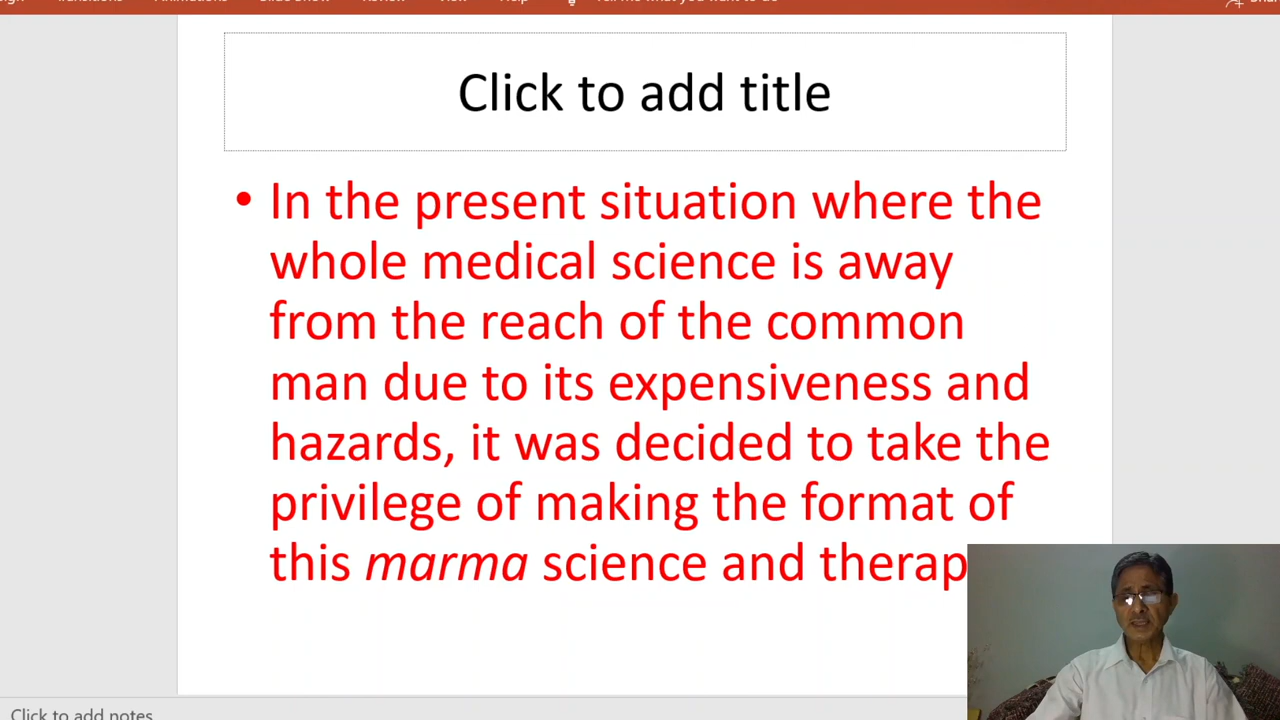 Click to add title
• In the present situation where the
whole medical science is away
from the reach of the common
man due to its expensiveness and
hazards, it was decided to take the
privilege of making the format of
this marma science and therap
Click to add notes